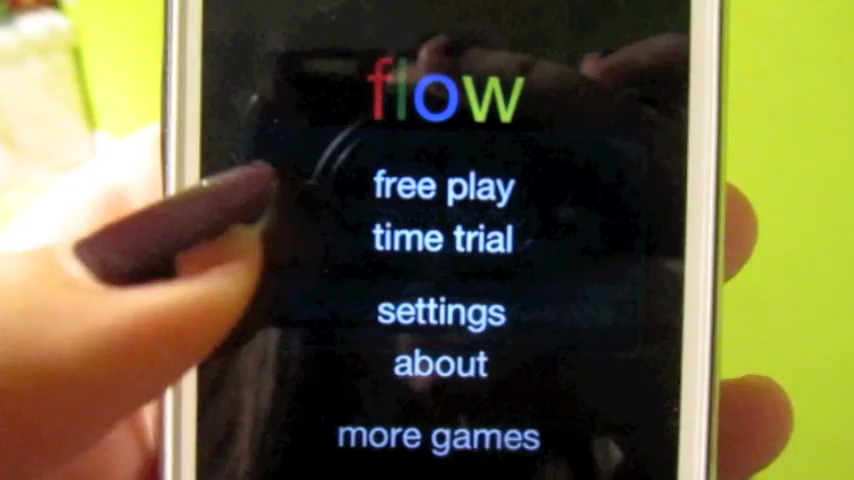 flow
free play
time trial
settings
about
more games